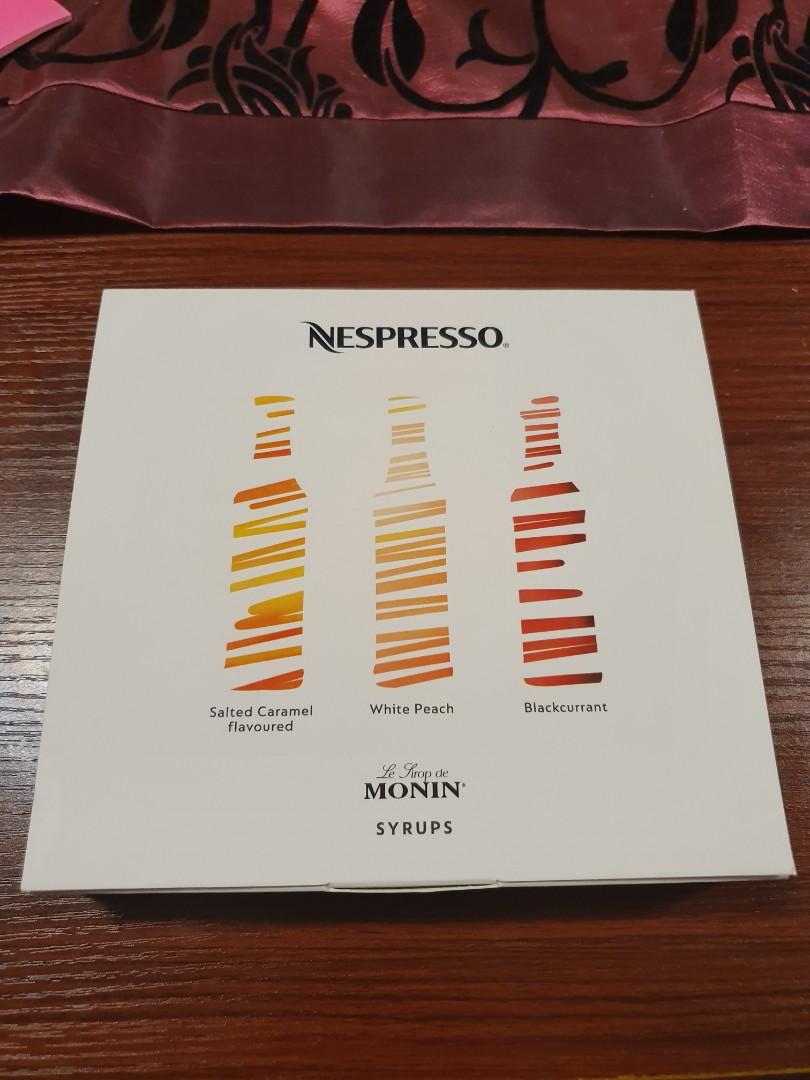 NESPRESSO®
Salted Caramel
flavoured
White Peach
Blackcurrant
Le Sirop de
MONIN®
SYRUPS